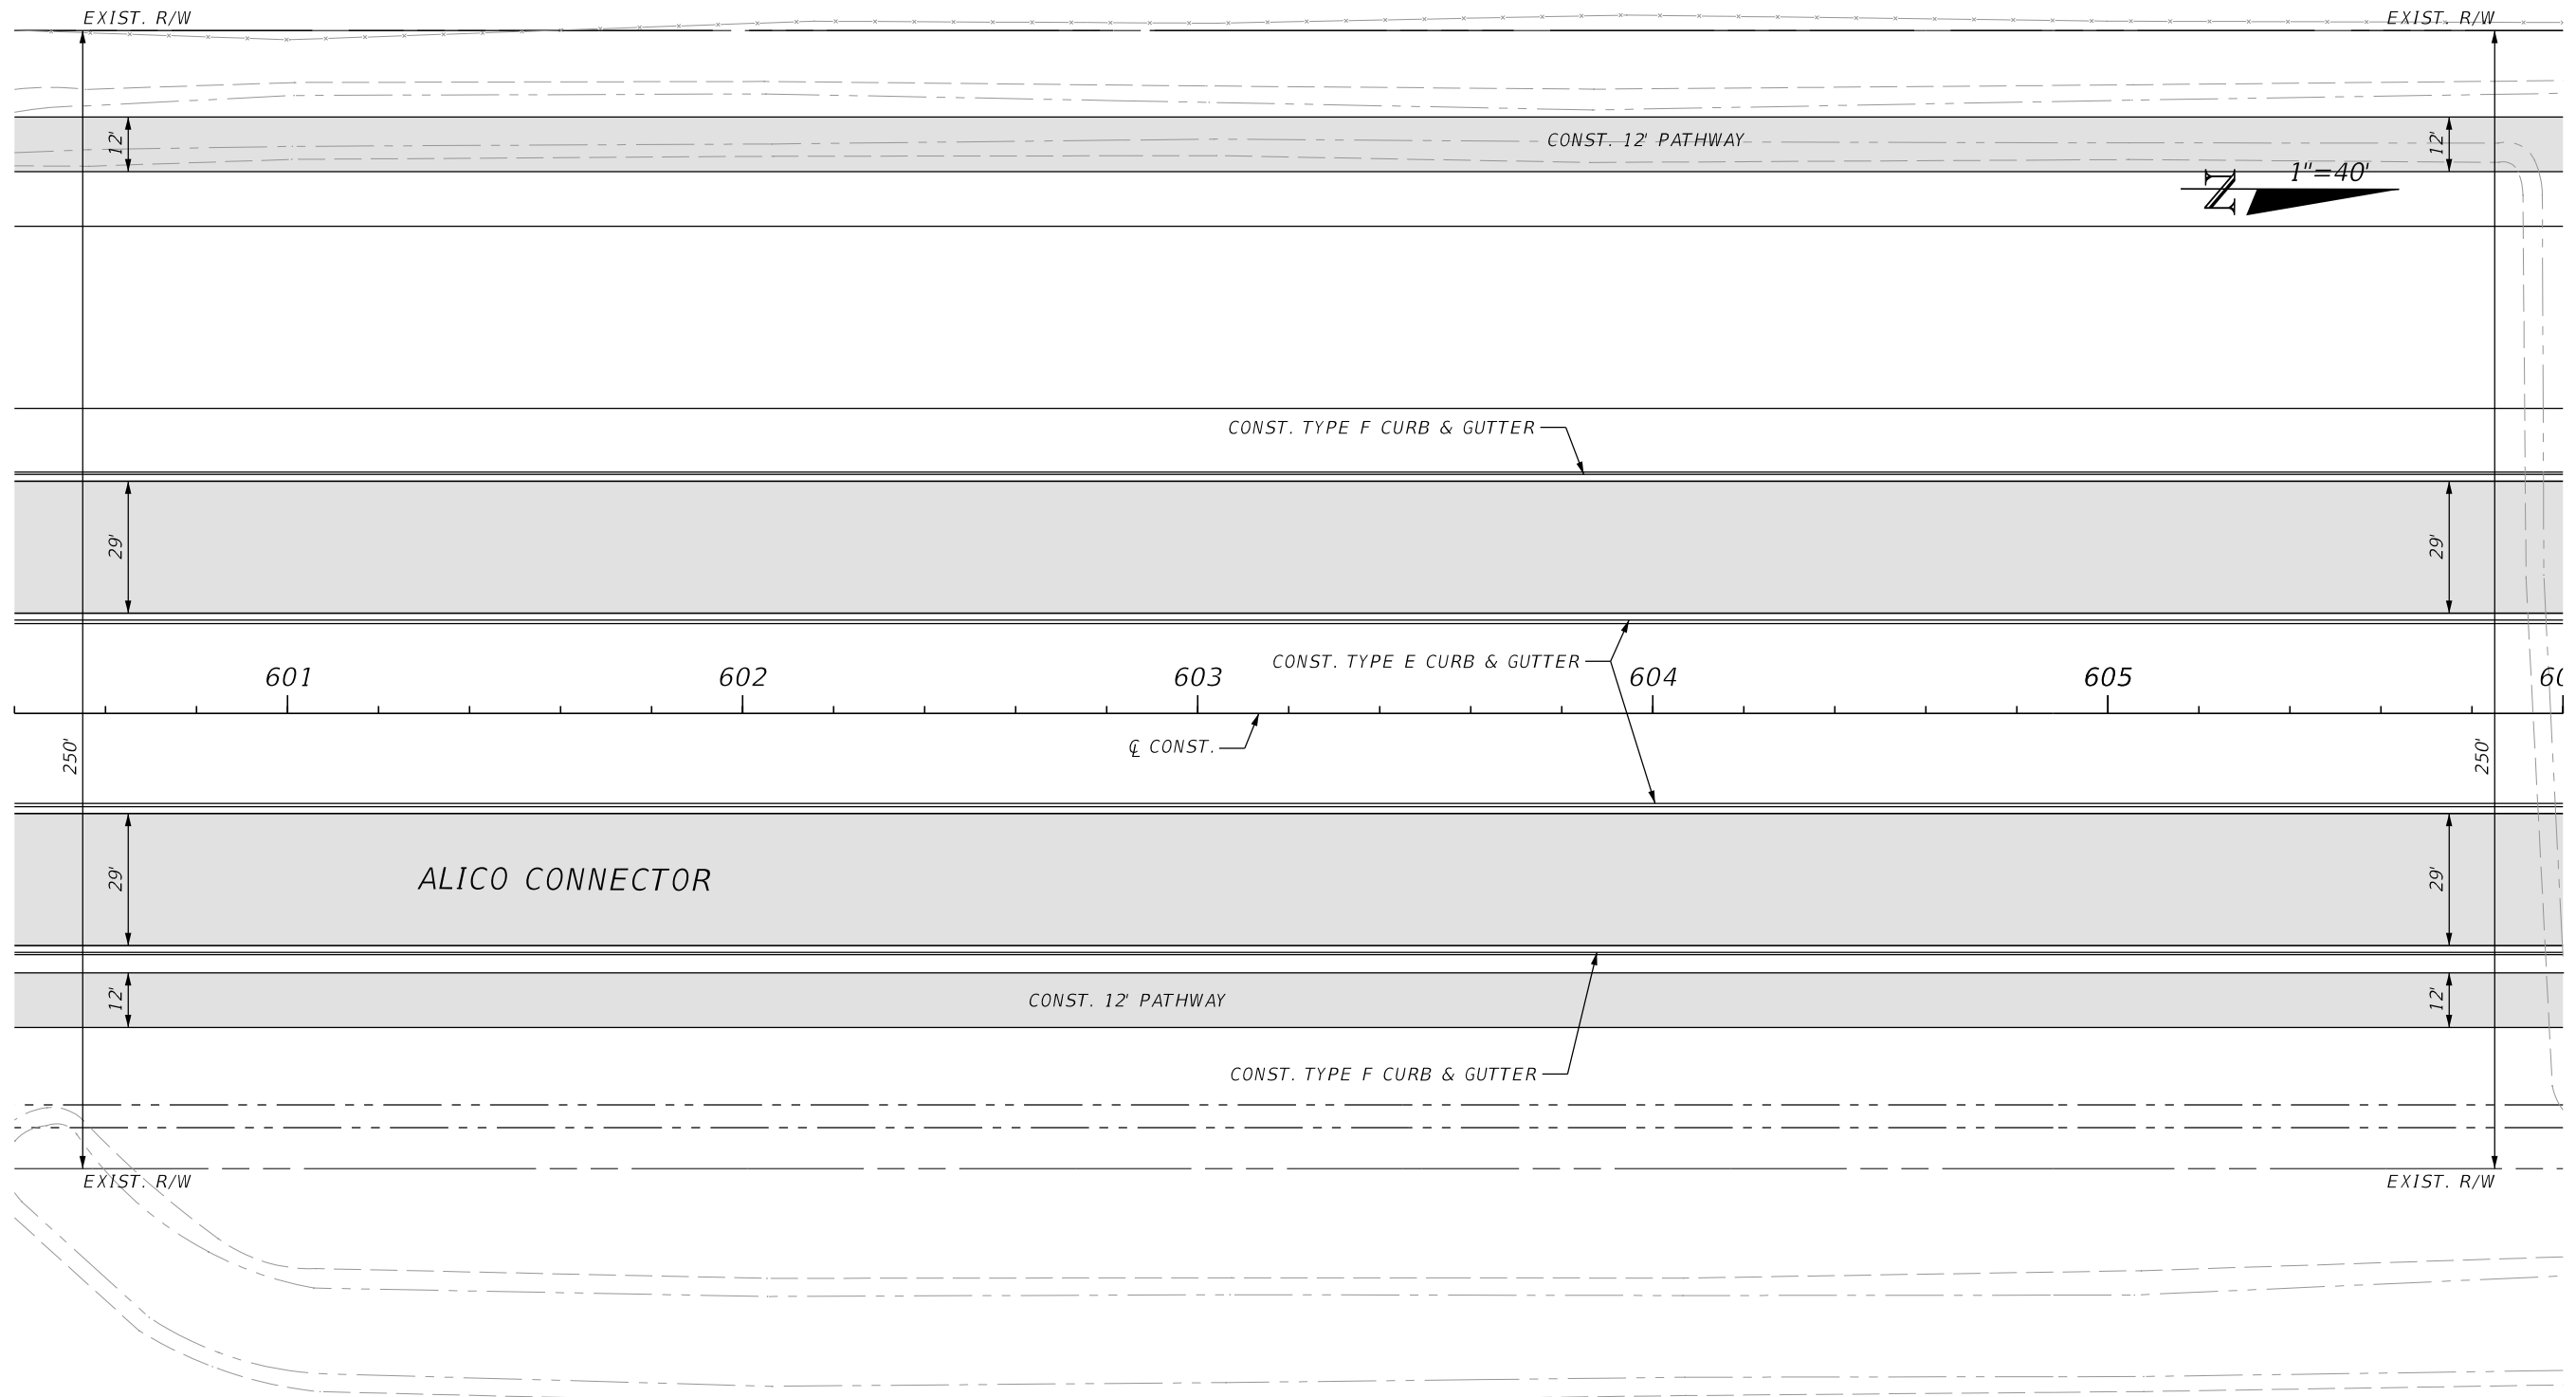 EXIST. R/W
EXIST. R/W
12'
CONST. 12' PATHWAY
12'
1"=40'
N
CONST. TYPE F CURB & GUTTER
29'
29'
CONST. TYPE E CURB & GUTTER
601
602
603
604
605
60
250'
℄ CONST.
250'
29'
ALICO CONNECTOR
29'
12'
CONST. 12' PATHWAY
12'
CONST. TYPE F CURB & GUTTER
EXIST. R/W
EXIST. R/W